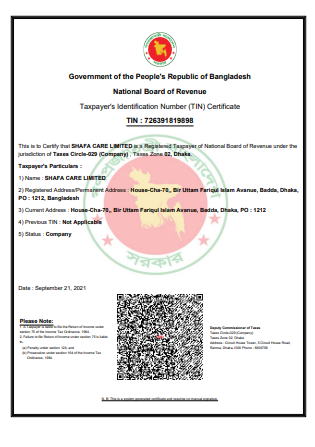 Government of the People's Republic of Bangladesh
National Board of Revenue
Taxpayer's Identification Number (TIN) Certificate
TIN : 726391819898
This is to Certify that SHAFA CARE LIMITED is a Registered Taxpayer of National Board of Revenue under the
jurisdiction of Taxes Circle-029 (Company) , Taxes Zone 02, Dhaka.
Taxpayer's Particulars :
1) Name : SHAFA CARE LIMITED
2) Registered Address/Permanent Address : House-Cha-70,, Bir Uttam Fariqul Islam Avanue, Badda, Dhaka,
PO : 1212, Bangladesh
3) Current Address : House-Cha-70,, Bir Uttam Fariqul Islam Avanue, Badda, Dhaka, PO : 1212
4) Previous TIN : Not Applicable
5) Status : Company
সরকার
Date : September 21, 2021
Please Note:
1. A Taxpayer is liable to file the Return of Income under
section 75 of the Income Tax Ordinance, 1984.
2. Failure to file Return of Income under section 75 is liable
to
(a) Penalty under section 124; and
(b) Prosecution under section 164 of the Income Tax
Ordinance, 1984.
Deputy Commissioner of Taxes
Taxes Circle-029 (Company)
Taxes Zone 02, Dhaka
N. B: This is a system generated certificate and requires no manual signature.